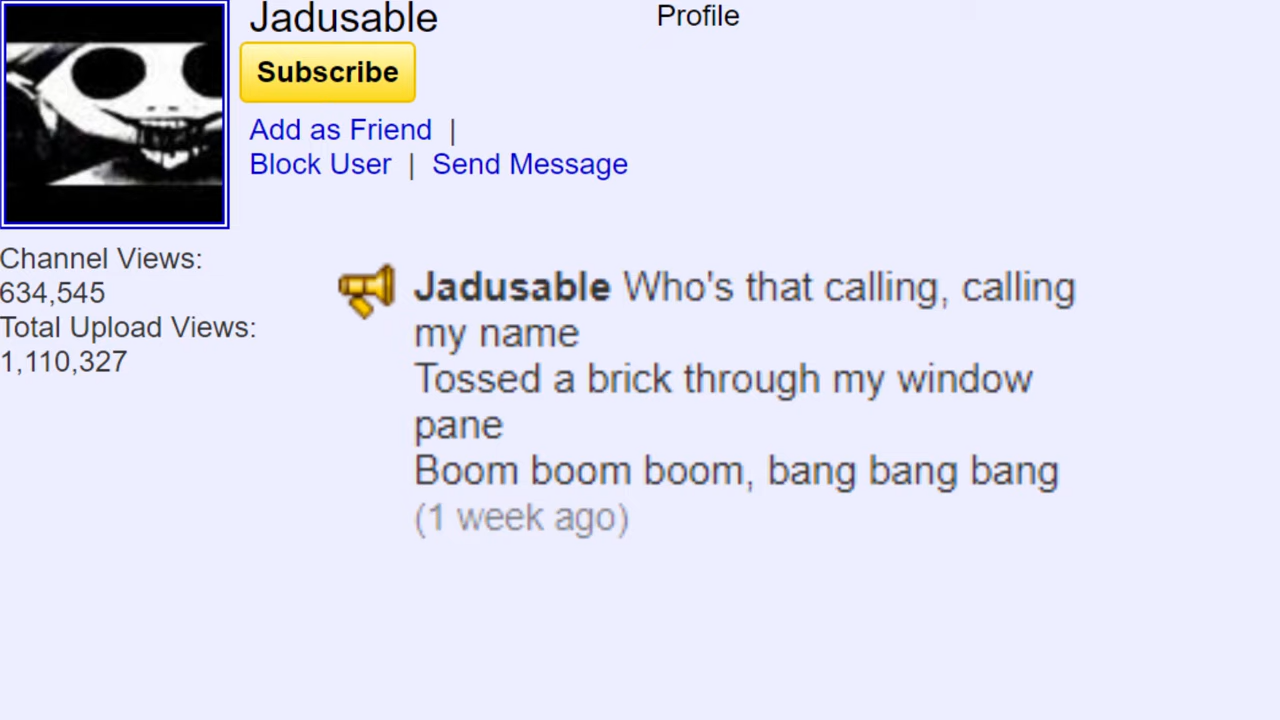 Jadusable
Profile
Subscribe
Add as Friend |
Block User | Send Message
Channel Views:
634,545
Total Upload Views:
1,110,327
Jadusable Who's that calling, calling
my name
Tossed a brick through my window
pane
Boom boom boom, bang bang bang
(1 week ago)